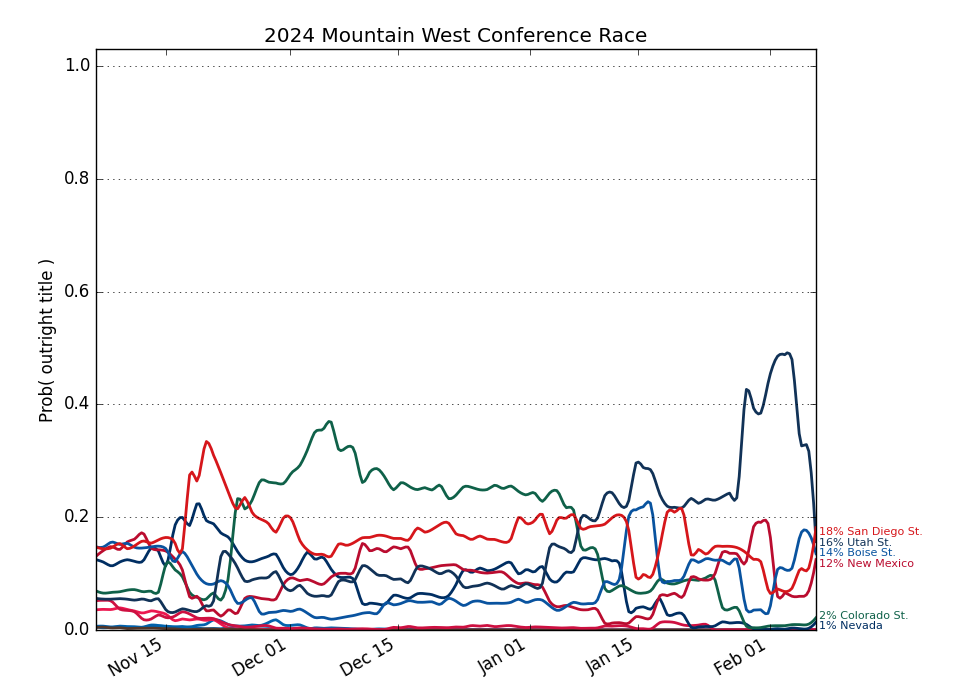 2024 Mountain West Conference Race
Prob( outright title )
1.0
0.8
0.6
0.4
0.2
0.0
18% San Diego St.
16% Utah St.
14% Boise St.
12% New Mexico
2% Colorado St.
1% Nevada
Nov 15
Dec 01
Dec 15
Jan 01
Jan 15
Feb 01